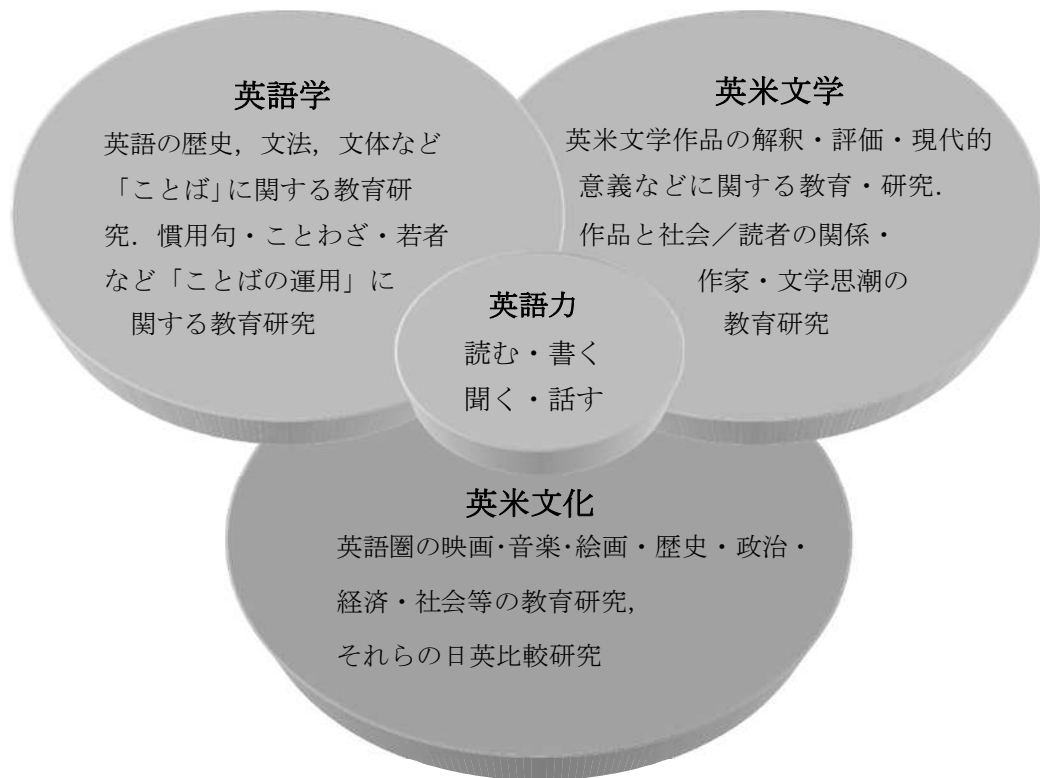 英語学
英語の歴史，文法，文体など
「ことば」に関する教育研
究．慣用句・ことわざ・若者
など「ことばの運用」に
関する教育研究
英米文学
英米文学作品の解釈・評価・現代的
意義などに関する教育・研究．
作品と社会／読者の関係・
作家・文学思潮の
教育研究
英語力
読む・書く
聞く・話す
英米文化
英語圏の映画・音楽・絵画・歴史・政治・
経済・社会等の教育研究，
それらの日英比較研究